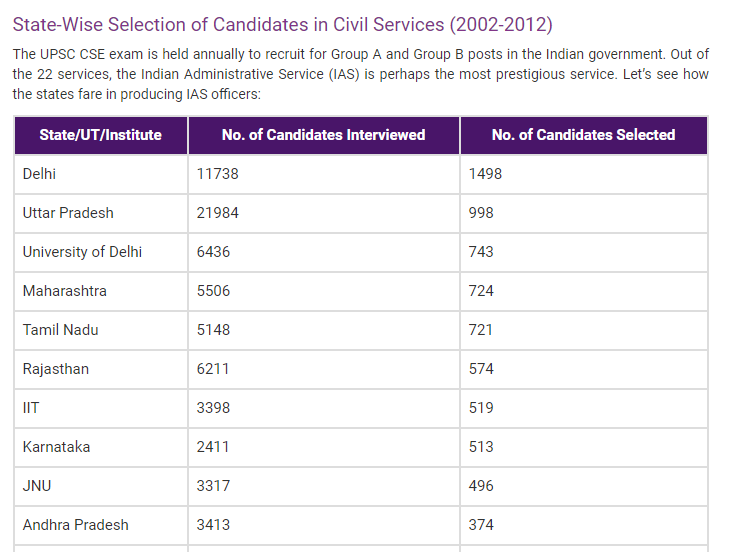 State-Wise Selection of Candidates in Civil Services (2002-2012)
The UPSC CSE exam is held annually to recruit for Group A and Group B posts in the Indian government. Out of
the 22 services, the Indian Administrative Service (IAS) is perhaps the most prestigious service. Let's see how
the states fare in producing IAS officers:
State/UT/Institute No. of Candidates Interviewed No. of Candidates Selected
Delhi 11738 1498
Uttar Pradesh 21984 998
University of Delhi 6436 743
Maharashtra 5506 724
Tamil Nadu 5148 721
Rajasthan 6211 574
IIT 3398 519
Karnataka 2411 513
JNU 3317 496
Andhra Pradesh 3413 374